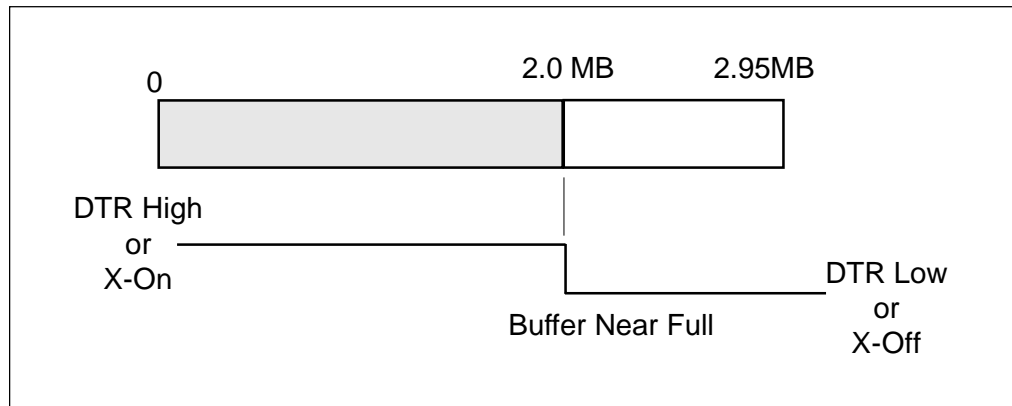 0
2.0 MB
2.95MB
DTR High
or
X-On
Buffer Near Full
DTR Low
or
X-Off